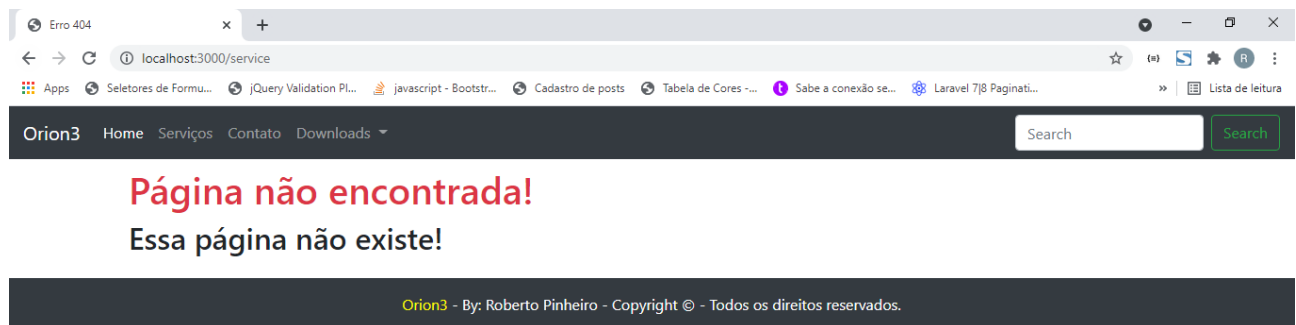 Erro 404
localhost:3000/service
Apps Seletores de Formu... jQuery Validation Pl... javascript - Bootstr... Cadastro de posts Tabela de Cores -... Sabe a conexão se... Laravel 7|8 Paginati... » Lista de leitura
Orion3 Home Serviços Contato Downloads Search Search
Página não encontrada!
Essa página não existe!
Orion3 - By: Roberto Pinheiro - Copyright © - Todos os direitos reservados.